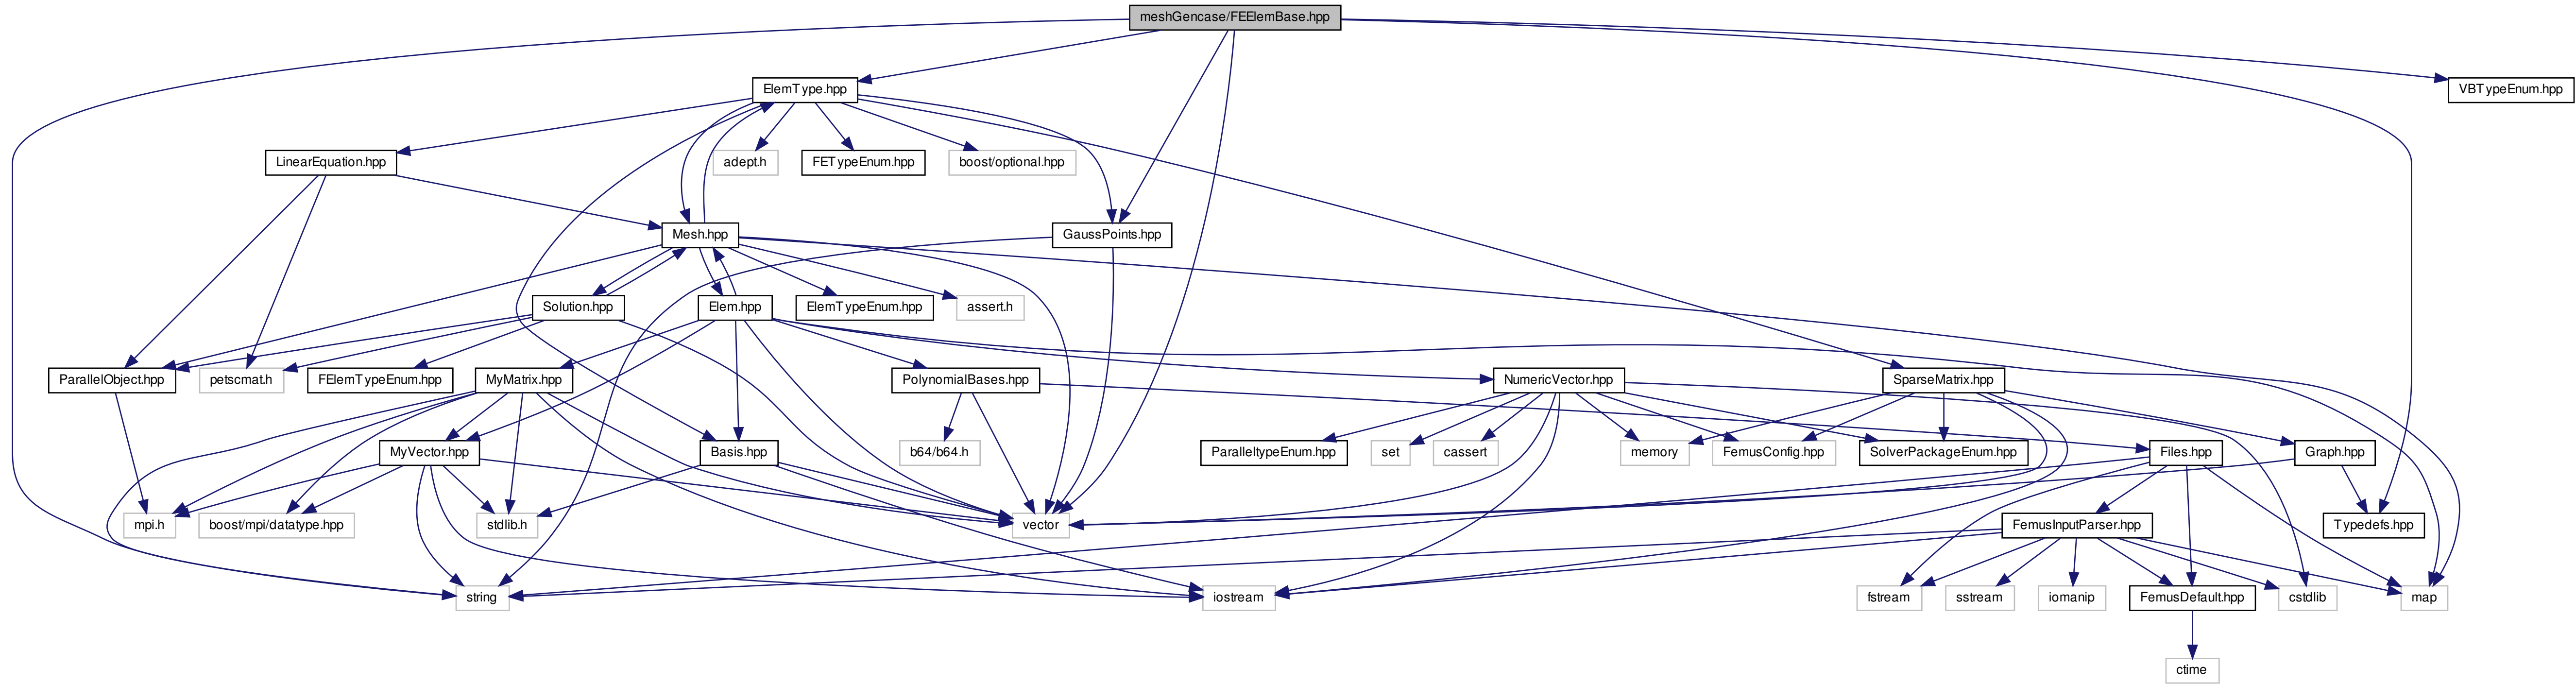 meshGencase/FEElemBase.hpp
ElemType.hpp
VBTypeEnum.hpp
LinearEquation.hpp
adept.h
FETypeEnum.hpp
boost/optional.hpp
Mesh.hpp
GaussPoints.hpp
Solution.hpp
Elem.hpp
ElemTypeEnum.hpp
assert.h
ParallelObject.hpp
petscmat.h
FElemTypeEnum.hpp
MyMatrix.hpp
PolynomialBases.hpp
NumericVector.hpp
SparseMatrix.hpp
MyVector.hpp
Basis.hpp
b64/b64.h
ParalleltypeEnum.hpp
set
cassert
memory
FemusConfig.hpp
SolverPackageEnum.hpp
Files.hpp
Graph.hpp
mpi.h
boost/mpi/datatype.hpp
stdlib.h
vector
FemusInputParser.hpp
Typedefs.hpp
string
iostream
fstream
sstream
iomanip
FemusDefault.hpp
cstdlib
map
ctime